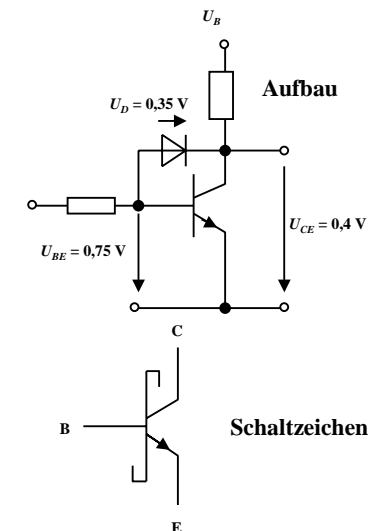 U_B
Aufbau
U_D = 0,35 V
U_CE = 0,4 V
U_BE = 0,75 V
C
B
Schaltzeichen
E